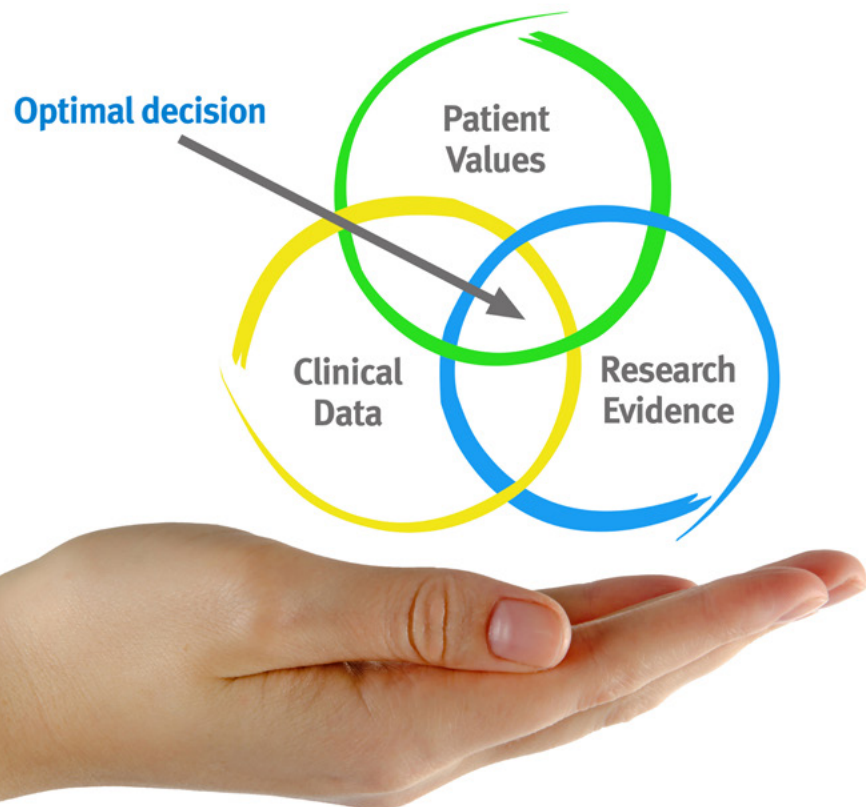 Optimal decision
Patient
Values
Clinical
Data
Research
Evidence